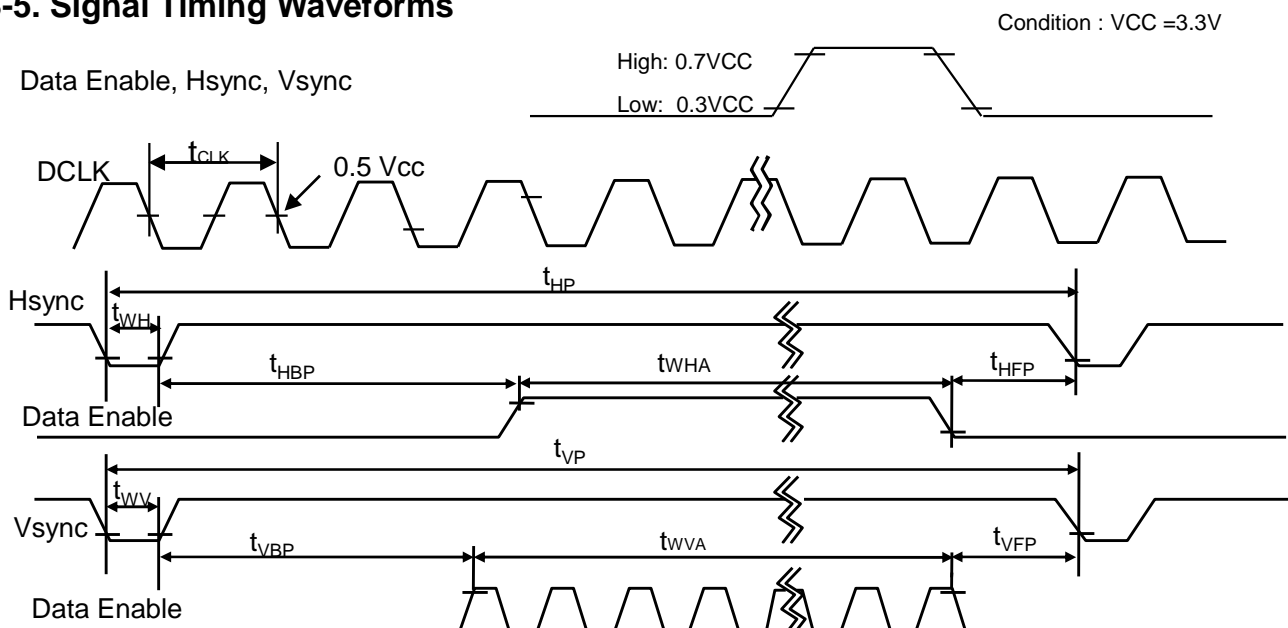 -5. Signal Timing Waveforms
Condition : VCC =3.3V
High: 0.7VCC
Data Enable, Hsync, Vsync
Low: 0.3VCC
tCLK
DCLK
0.5 Vcc
tHP
Hsync
tWH
tHBP
tWHA
tHFP
Data Enable
tVP
tWV
Vsync
tVBP
tWVA
tVFP
Data Enable